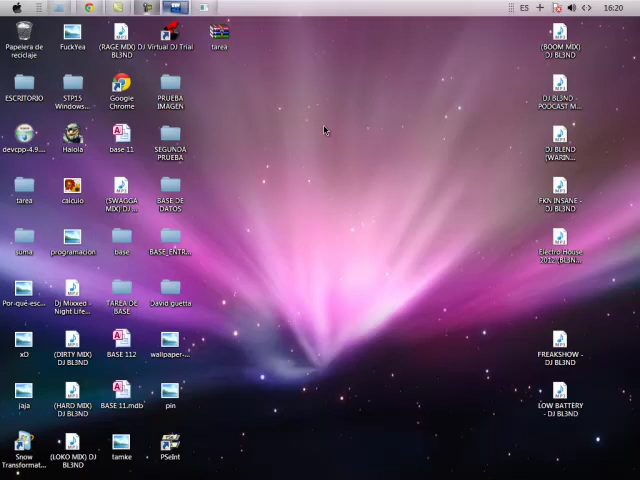 ES
16:20
Papelera de
reciclaje
FuckYea
(RAGE MIX) DJ
BL3ND
Virtual DJ Trial
tarea
(BOOM MIX)
DJ BL3ND
ESCRITORIO
STP15
Windows...
Google
Chrome
PRUEBA
IMAGEN
DJ BL3ND -
PODCAST M...
devcpp-4.9....
Haiola
base 11
SEGUNDA
PRUEBA
DJ BLEND
(WARIN...
tarea
calculo
(SWAGGA
MIX) DJ ...
BASE DE
DATOS
FKN INSANE -
DJ BL3ND
suma
programacion
base
BASE_ENTR...
Electro House
2012 (BL3N...
Por-qué-esc...
Dj Mixxed -
Night Life...
TAREA DE
BASE
David guetta
xO
(DIRTY MIX)
DJ BL3ND
BASE 112
wallpaper-...
FREAKSHOW -
DJ BL3ND
jaja
(HARD MIX)
DJ BL3ND
BASE 11.mdb
pin
LOW BATTERY
- DJ BL3ND
Snow
Transformat...
(LOKO MIX) DJ
BL3ND
tamke
PSeInt